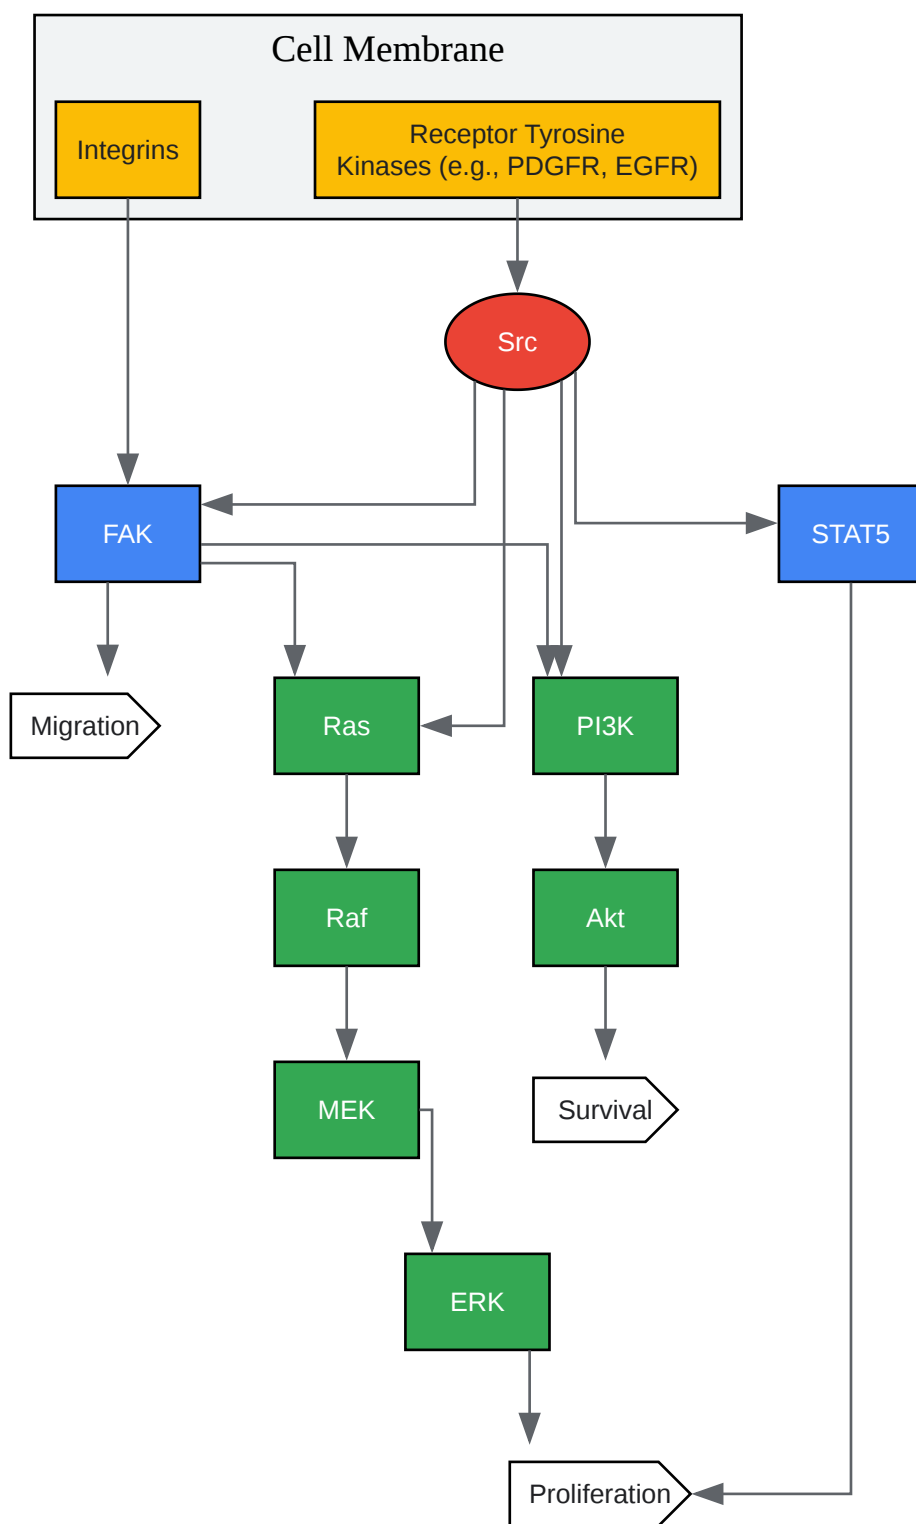 Cell Membrane
Integrins
Receptor Tyrosine
Kinases (e.g., PDGFR, EGFR)
Src
FAK
STAT5
Migration
Ras
PI3K
Raf
Akt
MEK
Survival
ERK
Proliferation